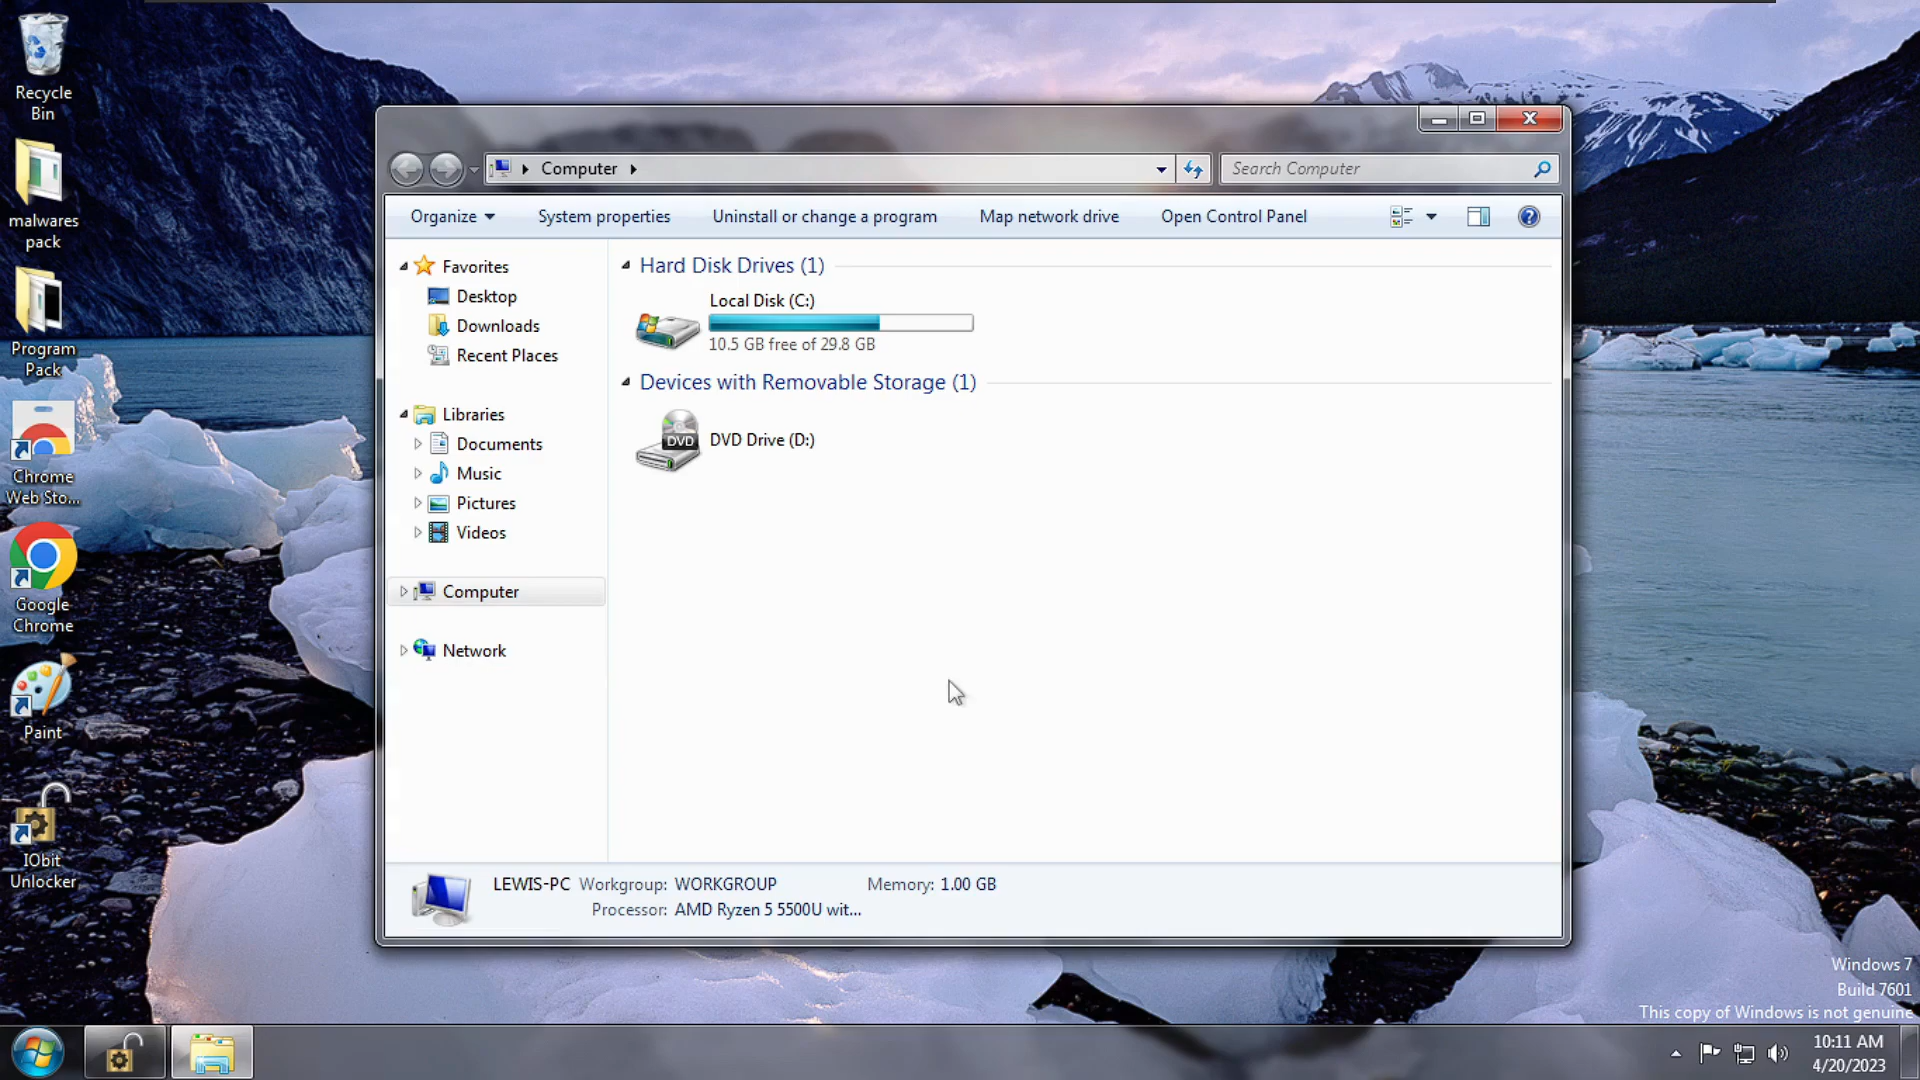 Recycle
Bin
malwares
pack
Program
Pack
Chrome
Web Sto...
Google
Chrome
Paint
IObit
Unlocker
Computer
Search Computer
Organize
System properties
Uninstall or change a program
Map network drive
Open Control Panel
Favorites
Desktop
Downloads
Recent Places
Libraries
Documents
Music
Pictures
Videos
Computer
Network
Hard Disk Drives (1)
Local Disk (C:)
10.5 GB free of 29.8 GB
Devices with Removable Storage (1)
DVD
DVD Drive (D:)
LEWIS-PC Workgroup: WORKGROUP Memory: 1.00 GB
Processor: AMD Ryzen 5 5500U wit...
Windows 7
Build 7601
This copy of Windows is not genuine
10:11 AM
4/20/2023